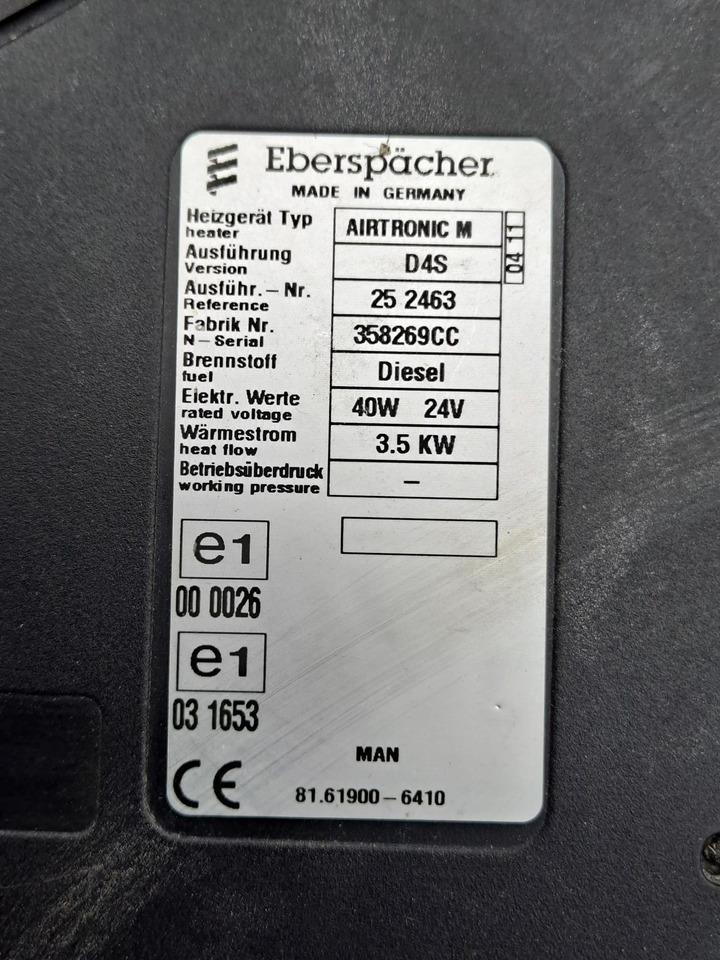 Eberspächer
MADE IN GERMANY
Heizgerät Typ
heater
AIRTRONIC M
04 11
Ausführung
Version
D4S
Ausführ.-Nr.
Reference
25 2463
Fabrik Nr.
N-Serial
358269CC
Brennstoff
fuel
Diesel
Elektr. Werte
rated voltage
40W 24V
Wärmestrom
heat flow
3.5 KW
Betriebsüberdruck
working pressure
–
e1
00 0026
e1
03 1653
MAN
CE
81.61900-6410